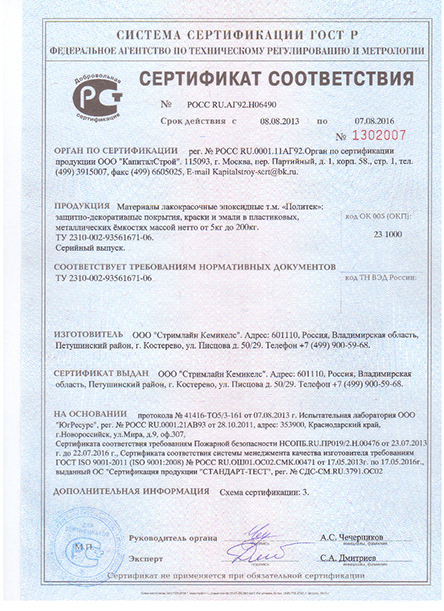 СИСТЕМА СЕРТИФИКАЦИИ ГОСТ Р
ФЕДЕРАЛЬНОЕ АГЕНТСТВО ПО ТЕХНИЧЕСКОМУ РЕГУЛИРОВАНИЮ И МЕТРОЛОГИИ
Добровольная
сертификация
СЕРТИФИКАТ СООТВЕТСТВИЯ
№ РОСС RU.АГ92.Н06490
Срок действия с 08.08.2013 по 07.08.2016
№ 1302007
ОРГАН ПО СЕРТИФИКАЦИИ рег. № РОСС RU.0001.11АГ92.Орган по сертификации
продукции ООО "КапиталСтрой". 115093, г. Москва, пер. Партийный, д. 1, корп. 58., стр. 1, тел.
(499) 3915007, факс (499) 6605025, E-mail Kapitalstroy-sert@bk.ru.
ПРОДУКЦИЯ Материалы лакокрасочные эпоксидные т.м. «Политек»:
защитно-декоративные покрытия, краски и эмали в пластиковых,
металлических ёмкостях массой нетто от 5кг до 200кг.
ТУ 2310-002-93561671-06.
Серийный выпуск.
код ОК 005 (ОКП):
23 1000
СООТВЕТСТВУЕТ ТРЕБОВАНИЯМ НОРМАТИВНЫХ ДОКУМЕНТОВ
ТУ 2310-002-93561671-06.
код ТН ВЭД России:
ИЗГОТОВИТЕЛЬ ООО "Стримлайн Кемикелс". Адрес: 601110, Россия, Владимирская область,
Петушинский район, г. Костерево, ул. Писцова д. 50/29. Телефон +7 (499) 900-59-68.
СЕРТИФИКАТ ВЫДАН ООО "Стримлайн Кемикелс". Адрес: 601110, Россия, Владимирская
область, Петушинский район, г. Костерево, ул. Писцова д. 50/29. Телефон +7 (499) 900-59-68.
НА ОСНОВАНИИ протокола № 41416-ТО5/3-161 от 07.08.2013 г. Испытательная лаборатория ООО
"ЮгРесурс", рег. № РОСС RU.0001.21АВ93 от 28.10.2011, адрес: 353900, Краснодарский край,
г.Новороссийск, ул.Мира, д.9, оф.307,
Сертификата соответствия требованиям Пожарной безопасности НСОПБ.RU.ПР019/2.Н.00476 от 23.07.2013
г. до 22.07.2016 г., Сертификата соответствия системы менеджмента качества изготовителя требованиям
ГОСТ ISO 9001-2011 (ISO 9001:2008) № РОСС RU.ОШ01.ОС02.СМК.00471 от 17.05.2013г. по 17.05.2016г.,
выданный ОС "Сертификация продукции "СТАНДАРТ-ТЕСТ", рег. № СДС-СМ.RU.3791.ОС02
ДОПОЛНИТЕЛЬНАЯ ИНФОРМАЦИЯ Схема сертификации: 3.
М.П.
Руководитель органа
А.С. Чечерников
Эксперт
С.А. Дмитриев
Сертификат не применяется при обязательной сертификации